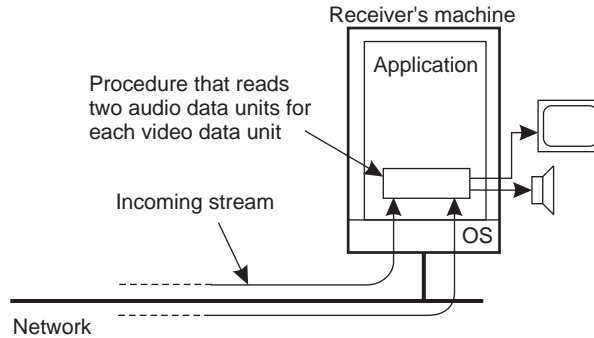 Receiver's machine
Application
Procedure that reads
two audio data units for
each video data unit
Incoming stream
OS
Network